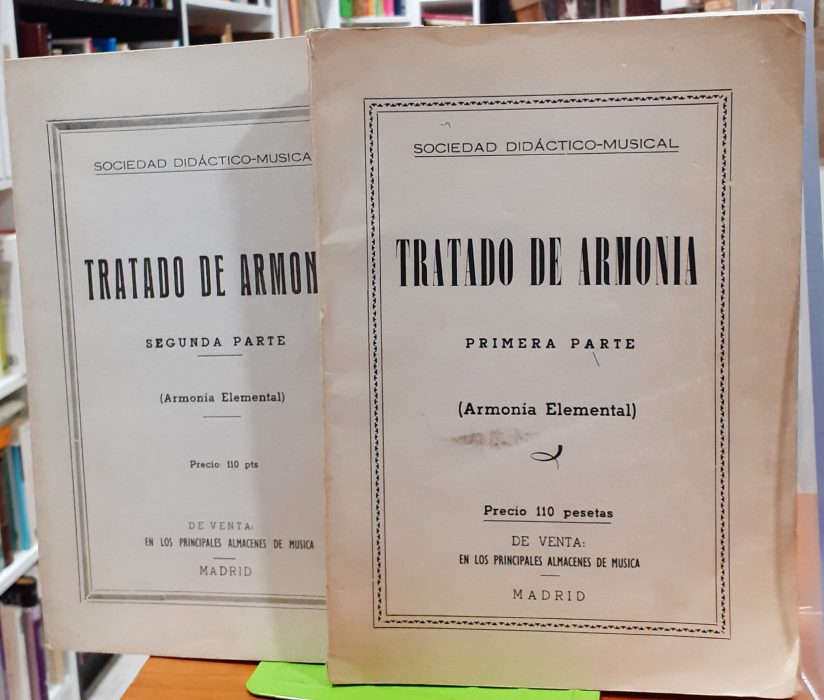 SOCIEDAD DIDÁCTICO-MUSICA
TRATADO DE ARMON
SEGUNDA PARTE
(Armonía Elemental)
Precio: 110 pts
DE VENTA:
EN LOS PRINCIPALES ALMACENES DE MUSICA
MADRID
SOCIEDAD DIDÁCTICO-MUSICAL
TRATADO DE ARMONIA
PRIMERA PARTE
(Armonía Elemental)
Precio 110 pesetas
DE VENTA:
EN LOS PRINCIPALES ALMACENES DE MUSICA
MADRID